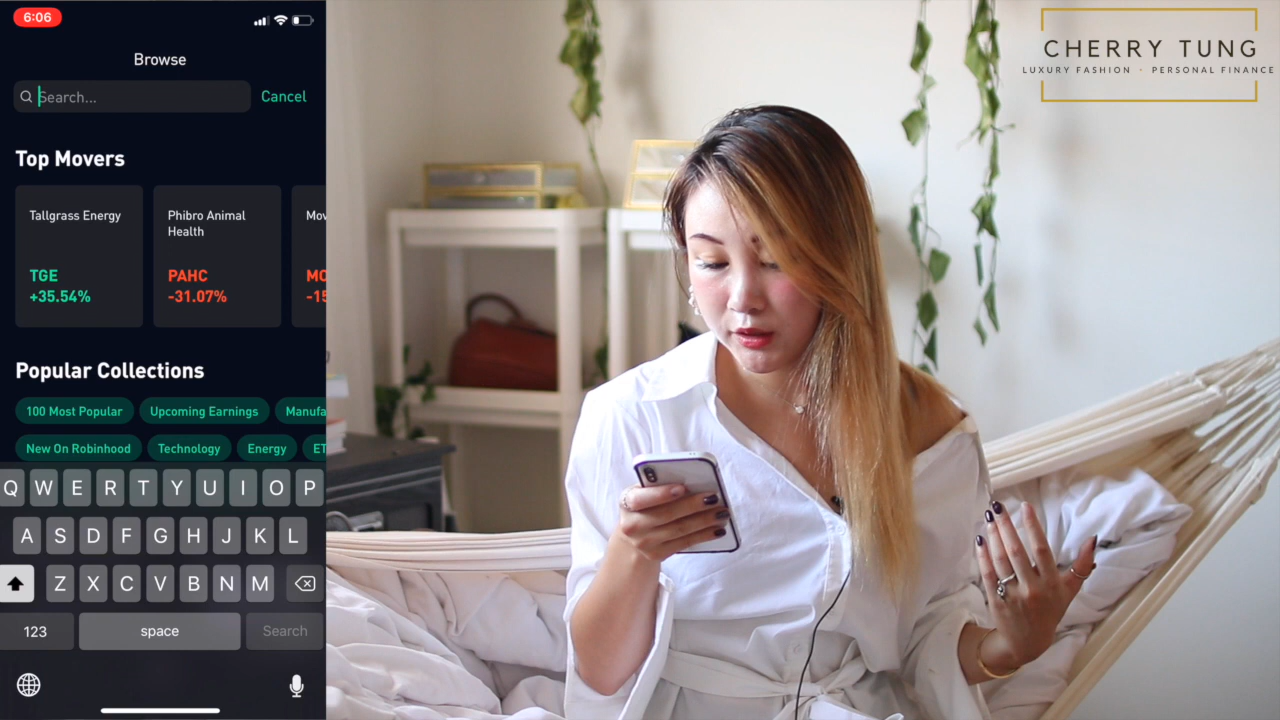 6:06
Browse
Search...
Cancel
Top Movers
Tallgrass Energy
TGE
+35.54%
Phibro Animal
Health
PAHC
-31.07%
Popular Collections
100 Most Popular
Upcoming Earnings
New On Robinhood
Technology
Energy
Q W E R T Y U I O P
A S D F G H J K L
Z X C V B N M
123
space
Search
CHERRY TUNG
LUXURY FASHION · PERSONAL FINANCE